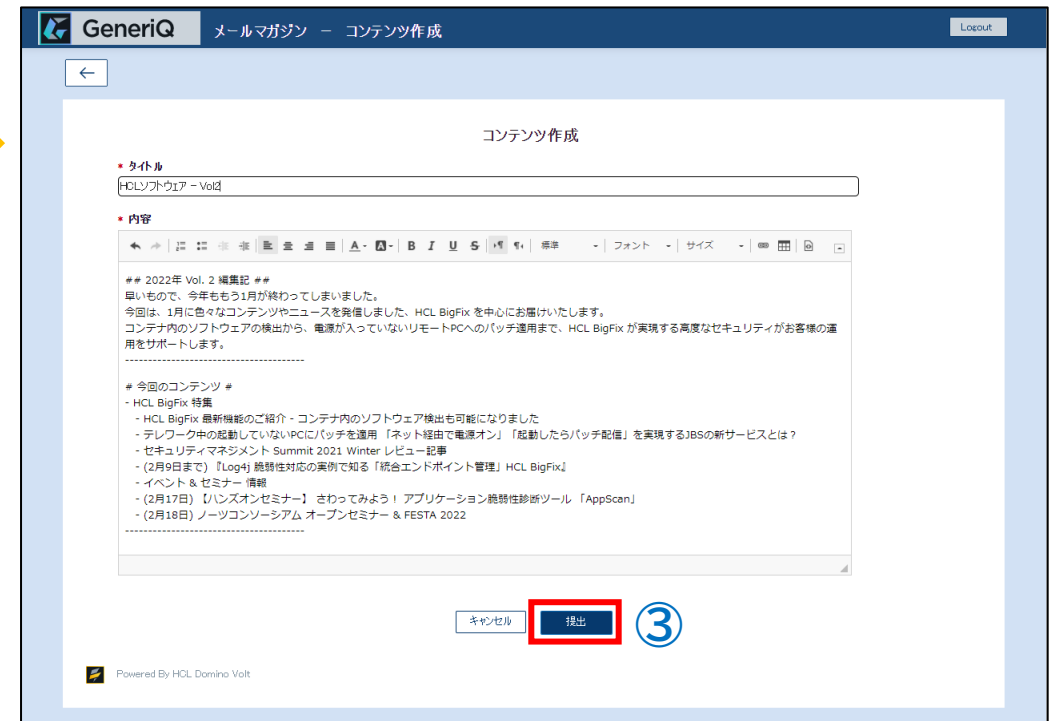 GeneriQ
メールマガジン － コンテンツ作成
Logout
コンテンツ作成
* タイトル
HCLソフトウェア－Vol2
* 内容
A A B I U S 標準 フォント サイズ
## 2022年 Vol. 2 編集記 ##
早いもので、今年ももう1月が終わってしまいました。
今回は、1月に色々なコンテンツやニュースを発信しました、HCL BigFix を中心にお届けいたします。
コンテナ内のソフトウェアの検出から、電源が入っていないリモートPCへのパッチ適用まで、HCL BigFix が実現する高度なセキュリティがお客様の運
用をサポートします。
---------------------------------------
# 今回のコンテンツ #
- HCL BigFix 特集
- HCL BigFix 最新機能のご紹介 - コンテナ内のソフトウェア検出も可能になりました
- テレワーク中の起動していないPCにパッチを適用 「ネット経由で電源オン」「起動したらパッチ配信」を実現するJBSの新サービスとは？
- セキュリティマネジメント Summit 2021 Winter レビュー記事
- (2月9日まで) 『Log4j 脆弱性対応の実例で知る「統合エンドポイント管理」HCL BigFix』
- イベント & セミナー 情報
- (2月17日) 【ハンズオンセミナー】 さわってみよう！ アプリケーション脆弱性診断ツール 「AppScan」
- (2月18日) ノーツコンソーシアム オープンセミナー & FESTA 2022
---------------------------------------
キャンセル
提出
③
Powered By HCL Domino Volt